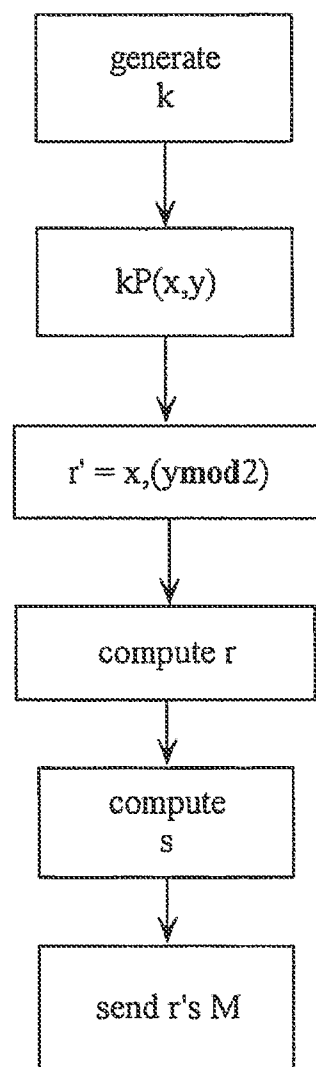 generate
k
kP(x,y)
r' = x,(ymod2)
compute r
compute
s
send r's M